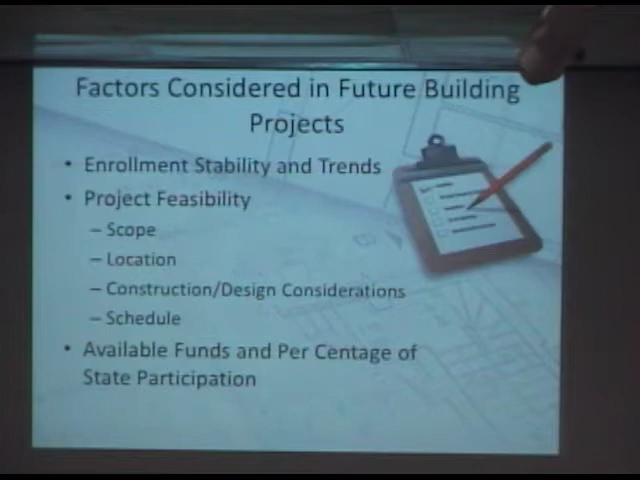 Factors Considered in Future Building
Projects
• Enrollment Stability and Trends
• Project Feasibility
– Scope
– Location
– Construction/Design Considerations
– Schedule
• Available Funds and Per Centage of
State Participation